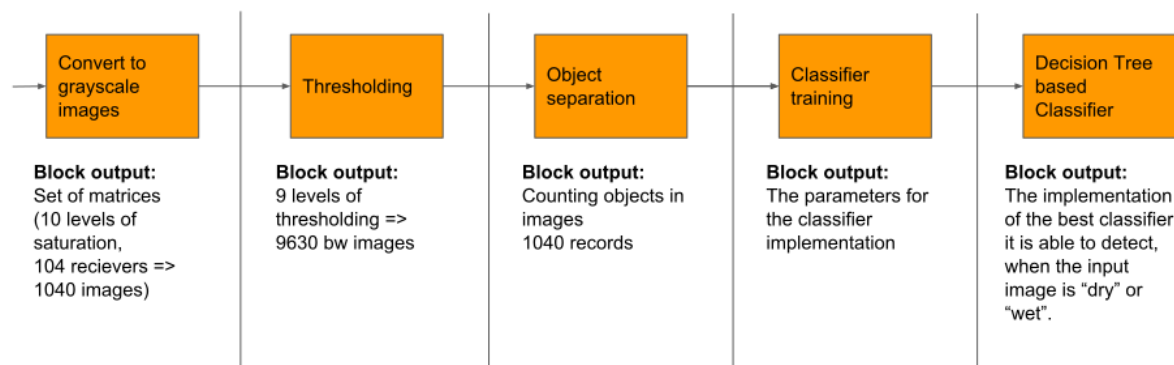 Convert to
grayscale
images
Thresholding
Object
separation
Classifier
training
Decision Tree
based
Classifier
Block output:
Set of matrices
(10 levels of
saturation,
104 recievers =>
1040 images)
Block output:
9 levels of
thresholding =>
9630 bw images
Block output:
Counting objects in
images
1040 records
Block output:
The parameters for
the classifier
implementation
Block output:
The implementation
of the best classifier
it is able to detect,
when the input
image is “dry” or
“wet”.